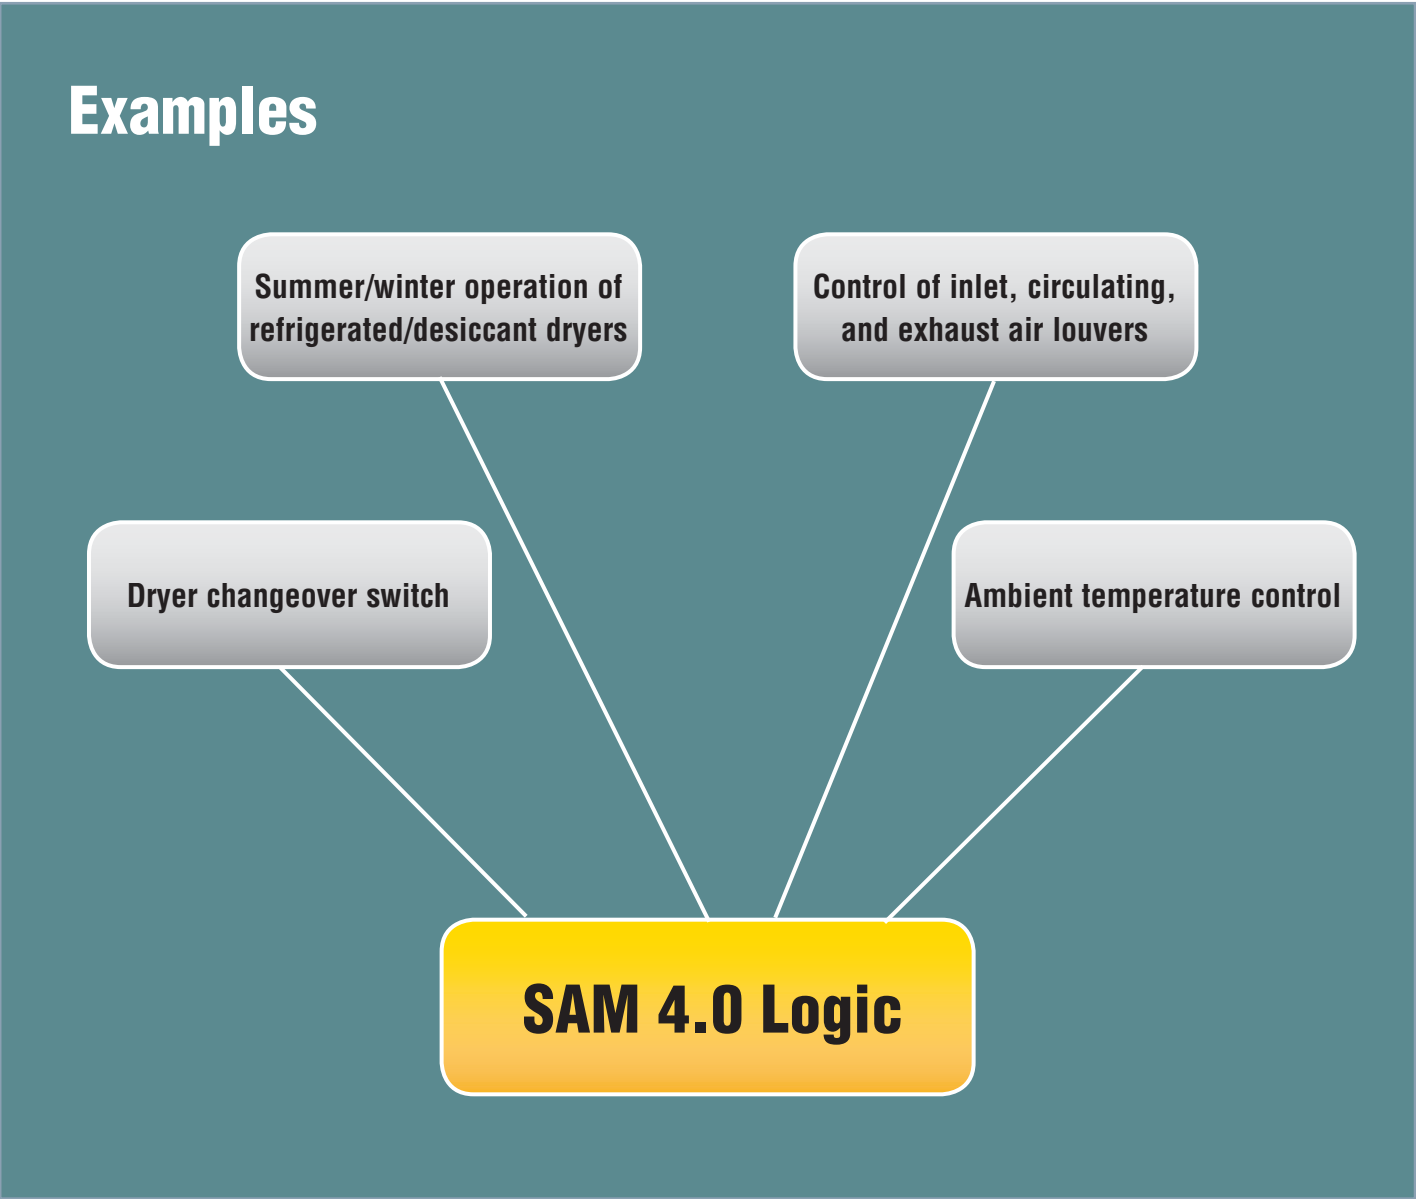 Examples
Summer/winter operation of
refrigerated/desiccant dryers
Control of inlet, circulating,
and exhaust air louvers
Dryer changeover switch
Ambient temperature control
SAM 4.0 Logic